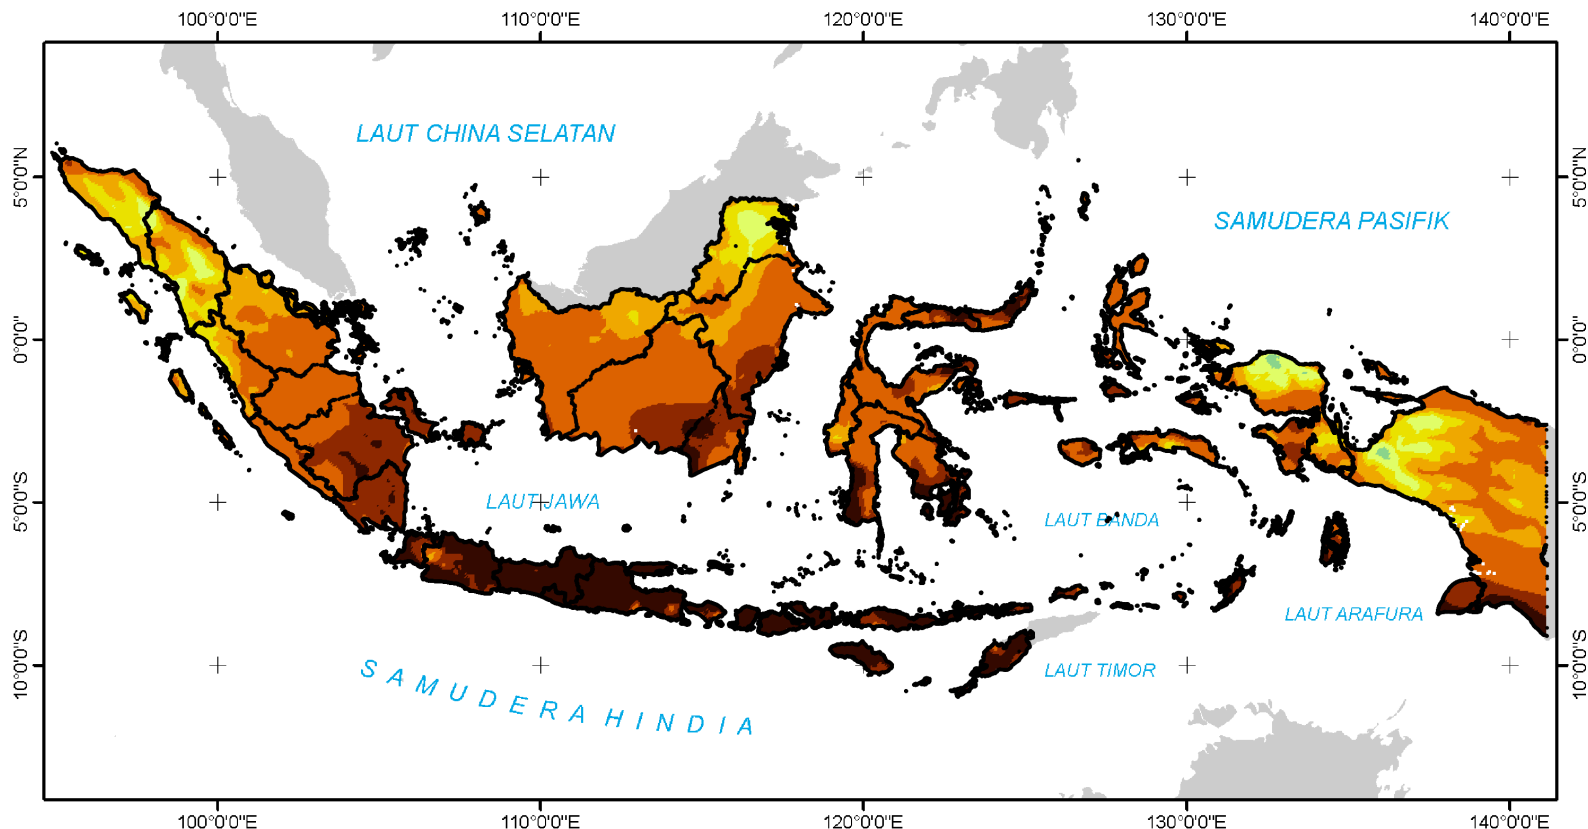 100°0'0"E 110°0'0"E 120°0'0"E 130°0'0"E 140°0'0"E
LAUT CHINA SELATAN
5°0'0"N 5°0'0"N
SAMUDERA PASIFIK
0°0'0" 0°0'0"
LAUT JAWA
5°0'0"S 5°0'0"S
LAUT BANDA
LAUT ARAFURA
10°0'0"S 10°0'0"S
LAUT TIMOR
SAMUDERA HINDIA
100°0'0"E 110°0'0"E 120°0'0"E 130°0'0"E 140°0'0"E